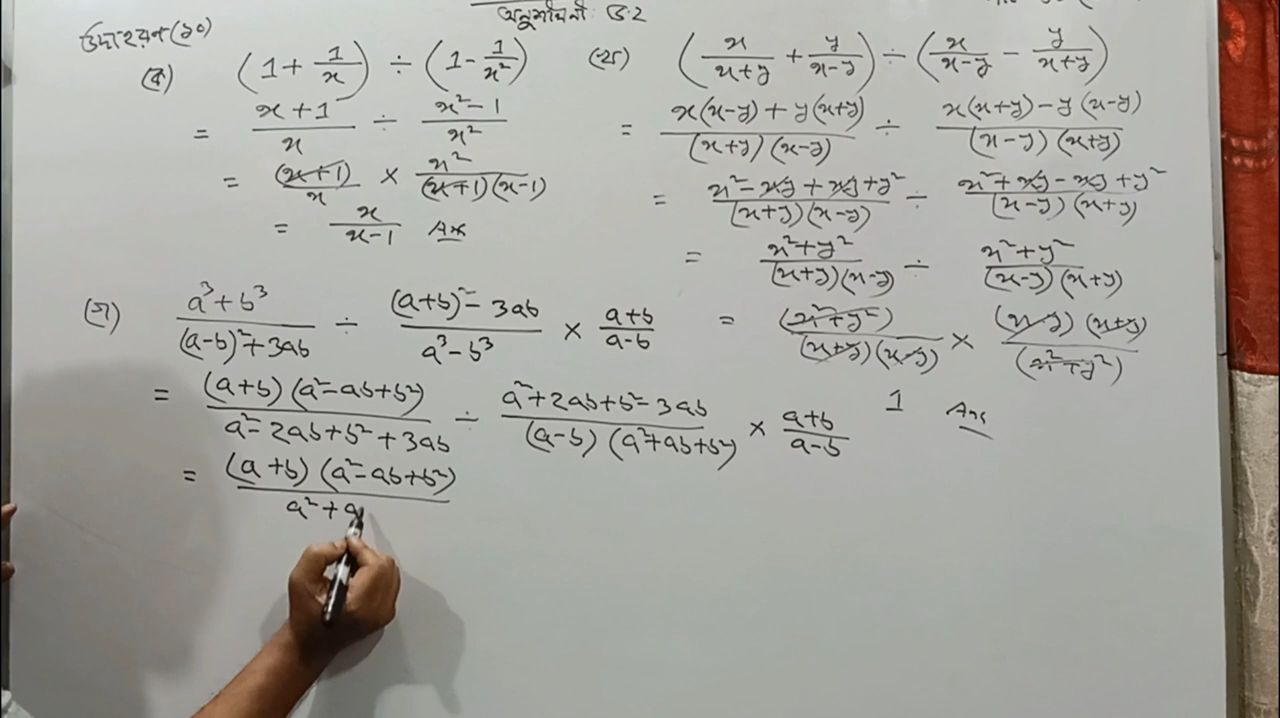 অনুশীলনী ৫.২
উদাহরণ (১০)
(ক) (1 + 1/x) ÷ (1 - 1/x²)
= (x + 1)/x ÷ (x² - 1)/x²
= (x+1)/x × x²/((x+1)(x-1))
= x/(x-1) Ans
(খ) (x/(x+y) + y/(x-y)) ÷ (x/(x-y) - y/(x+y))
= (x(x-y) + y(x+y))/((x+y)(x-y)) ÷ (x(x+y) - y(x-y))/((x-y)(x+y))
= (x² - xy + xy + y²)/((x+y)(x-y)) ÷ (x² + xy - xy + y²)/((x-y)(x+y))
= (x² + y²)/((x+y)(x-y)) ÷ (x² + y²)/((x-y)(x+y))
= (x² + y²)/((x+y)(x-y)) × ((x-y)(x+y))/(x² + y²)
1 Ans
(গ) (a³ + b³)/((a-b)² + 3ab) ÷ ((a+b)² - 3ab)/(a³ - b³) × (a+b)/(a-b)
= ((a+b)(a² - ab + b²))/(a² - 2ab + b² + 3ab) ÷ (a² + 2ab + b² - 3ab)/((a-b)(a² + ab + b²)) × (a+b)/(a-b)
= ((a+b)(a² - ab + b²))/(a² + a